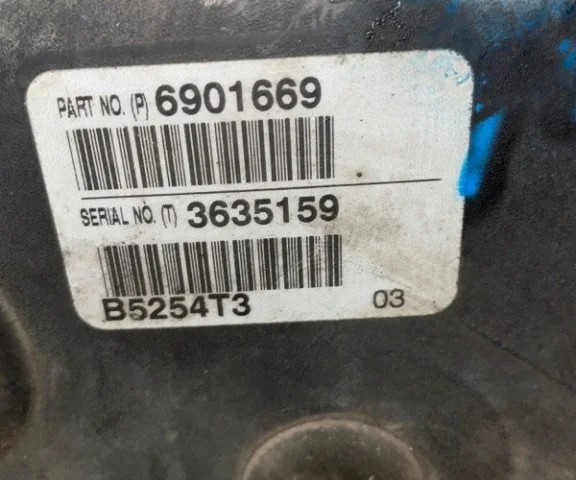 PART NO. (P) 6901669
SERIAL NO. (T) 3635159
B5254T3 03